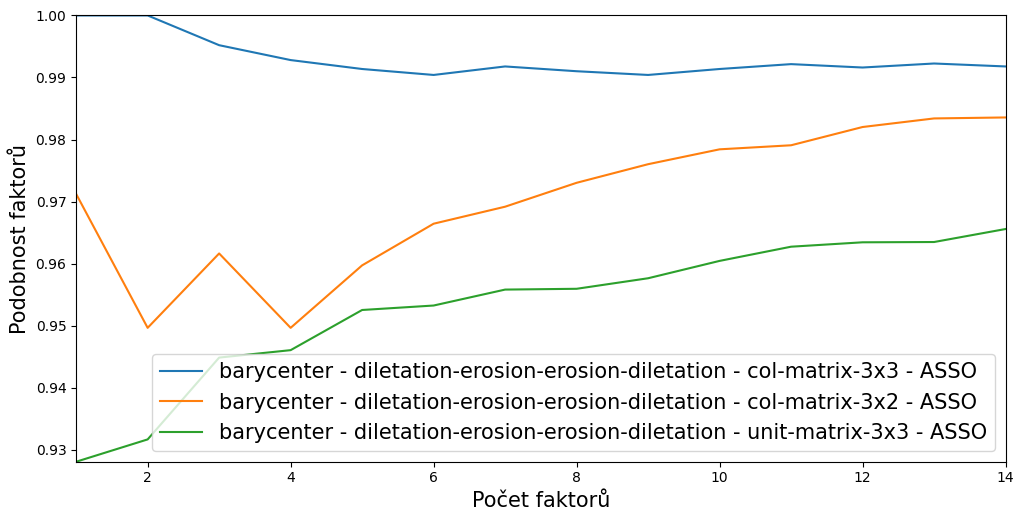 1.00
0.99
0.98
0.97
0.96
0.95
0.94
0.93
Podobnost faktorů
barycenter - diletation-erosion-erosion-diletation - col-matrix-3x3 - ASSO
barycenter - diletation-erosion-erosion-diletation - col-matrix-3x2 - ASSO
barycenter - diletation-erosion-erosion-diletation - unit-matrix-3x3 - ASSO
2 4 6 8 10 12 14
Počet faktorů